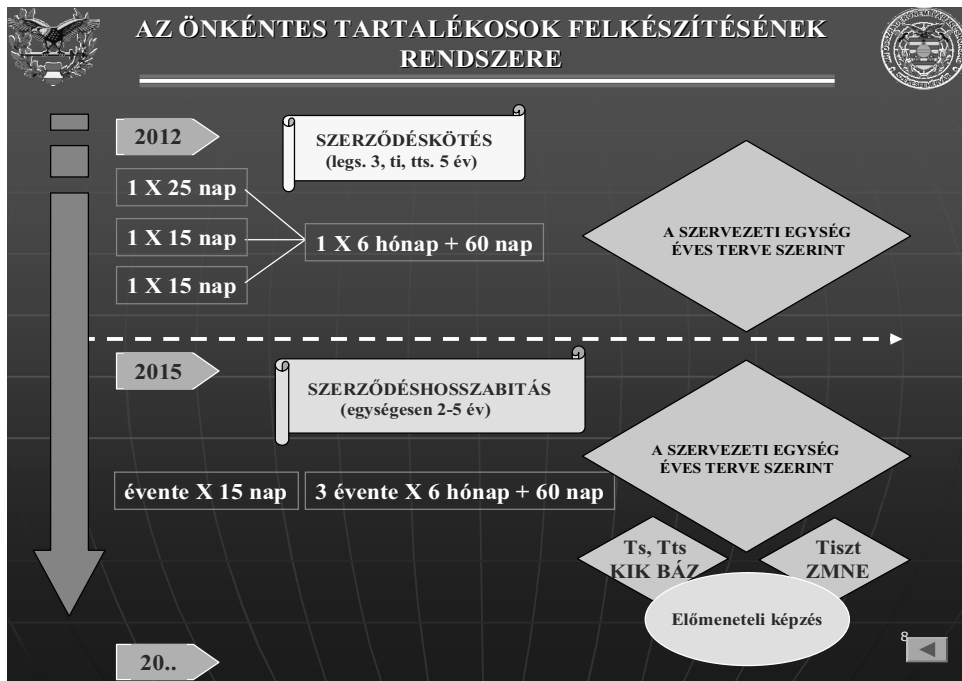 AZ ÖNKÉNTES TARTALÉKOSOK FELKÉSZÍTÉSÉNEK
RENDSZERE
2012
SZERZŐDÉSKÖTÉS
(legs. 3, ti, tts. 5 év)
1 X 25 nap
1 X 15 nap
1 X 15 nap
1 X 6 hónap + 60 nap
A SZERVEZETI EGYSÉG
ÉVES TERVE SZERINT
2015
SZERZŐDÉSHOSSZABITÁS
(egységesen 2-5 év)
A SZERVEZETI EGYSÉG
ÉVES TERVE SZERINT
évente X 15 nap
3 évente X 6 hónap + 60 nap
Ts, Tts
KIK BÁZ
Tiszt
ZMNE
Előmeneteli képzés
8
20..